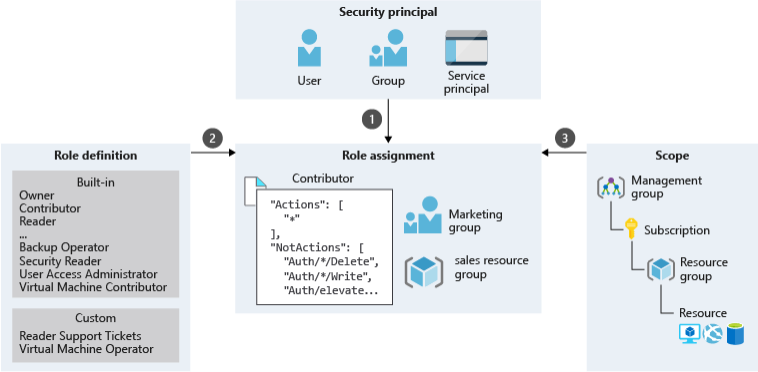 Security principal
User
Group
Service
principal
1
2
3
Role definition
Built-in
Owner
Contributor
Reader
...
Backup Operator
Security Reader
User Access Administrator
Virtual Machine Contributor
Custom
Reader Support Tickets
Virtual Machine Operator
Role assignment
Contributor
"Actions": [
"*"
],
"NotActions": [
"Auth/*/Delete",
"Auth/*/Write",
"Auth/elevate...
Marketing
group
sales resource
group
Scope
Management
group
Subscription
Resource
group
Resource